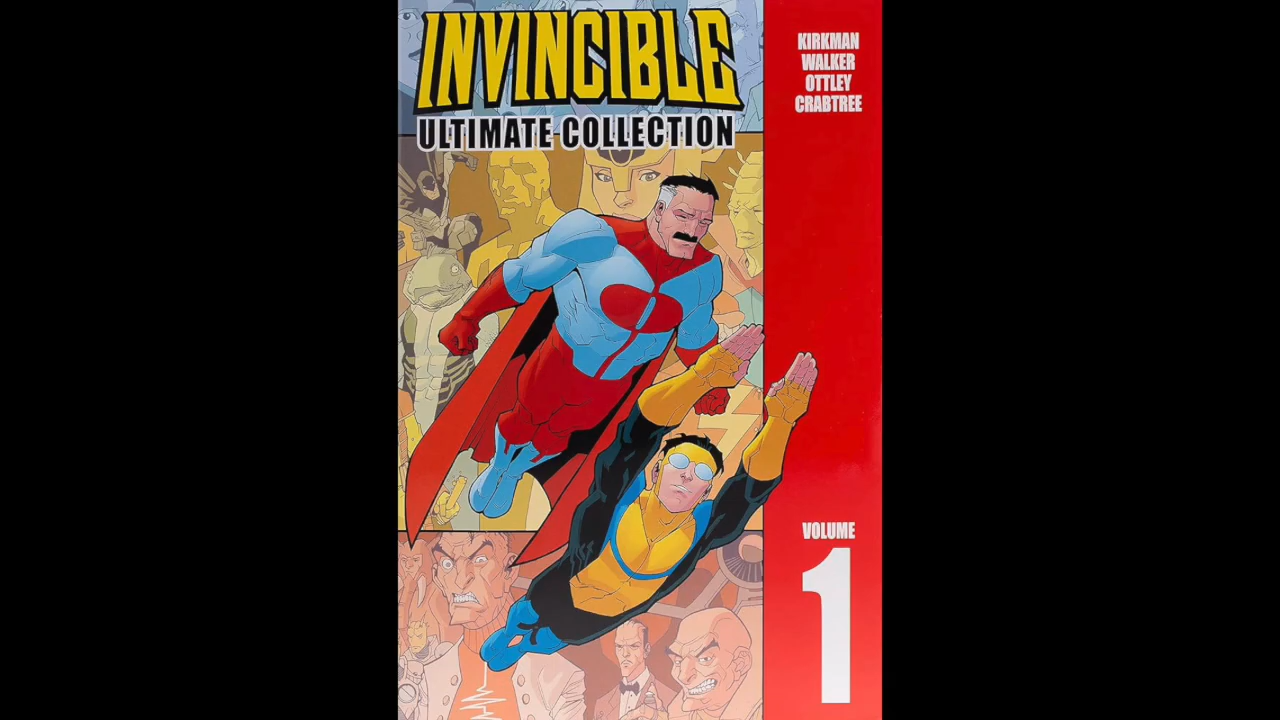 INVINCIBLE
ULTIMATE COLLECTION
KIRKMAN
WALKER
OTTLEY
CRABTREE
VOLUME
1